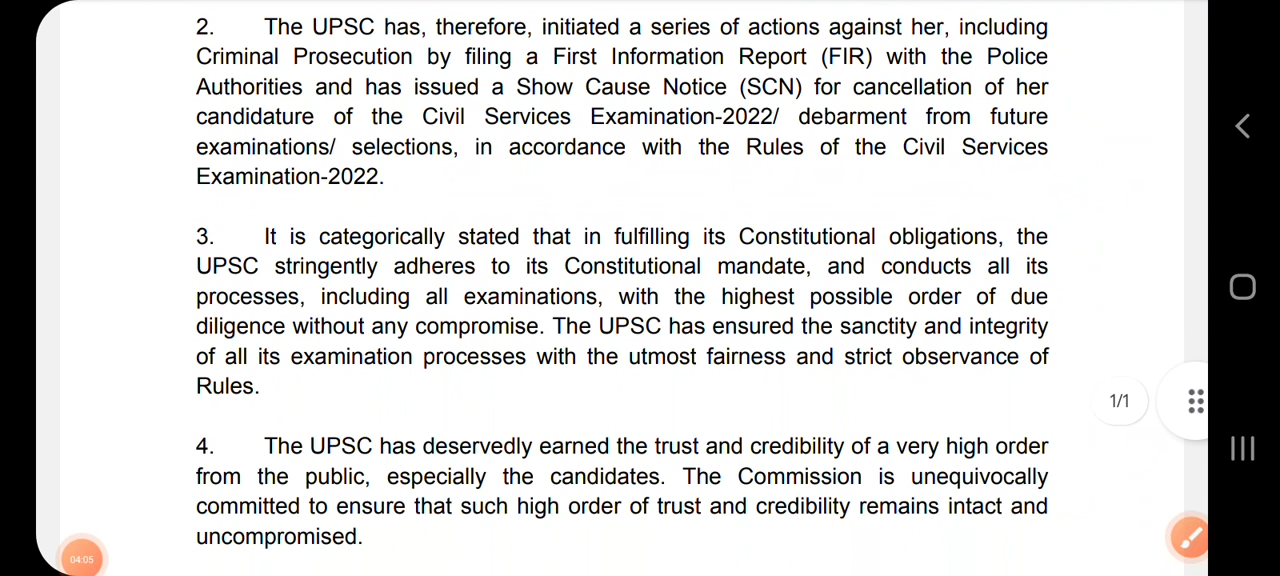 2. The UPSC has, therefore, initiated a series of actions against her, including
Criminal Prosecution by filing a First Information Report (FIR) with the Police
Authorities and has issued a Show Cause Notice (SCN) for cancellation of her
candidature of the Civil Services Examination-2022/ debarment from future
examinations/ selections, in accordance with the Rules of the Civil Services
Examination-2022.
3. It is categorically stated that in fulfilling its Constitutional obligations, the
UPSC stringently adheres to its Constitutional mandate, and conducts all its
processes, including all examinations, with the highest possible order of due
diligence without any compromise. The UPSC has ensured the sanctity and integrity
of all its examination processes with the utmost fairness and strict observance of
Rules.
1/1
4. The UPSC has deservedly earned the trust and credibility of a very high order
from the public, especially the candidates. The Commission is unequivocally
committed to ensure that such high order of trust and credibility remains intact and
uncompromised.
04:05